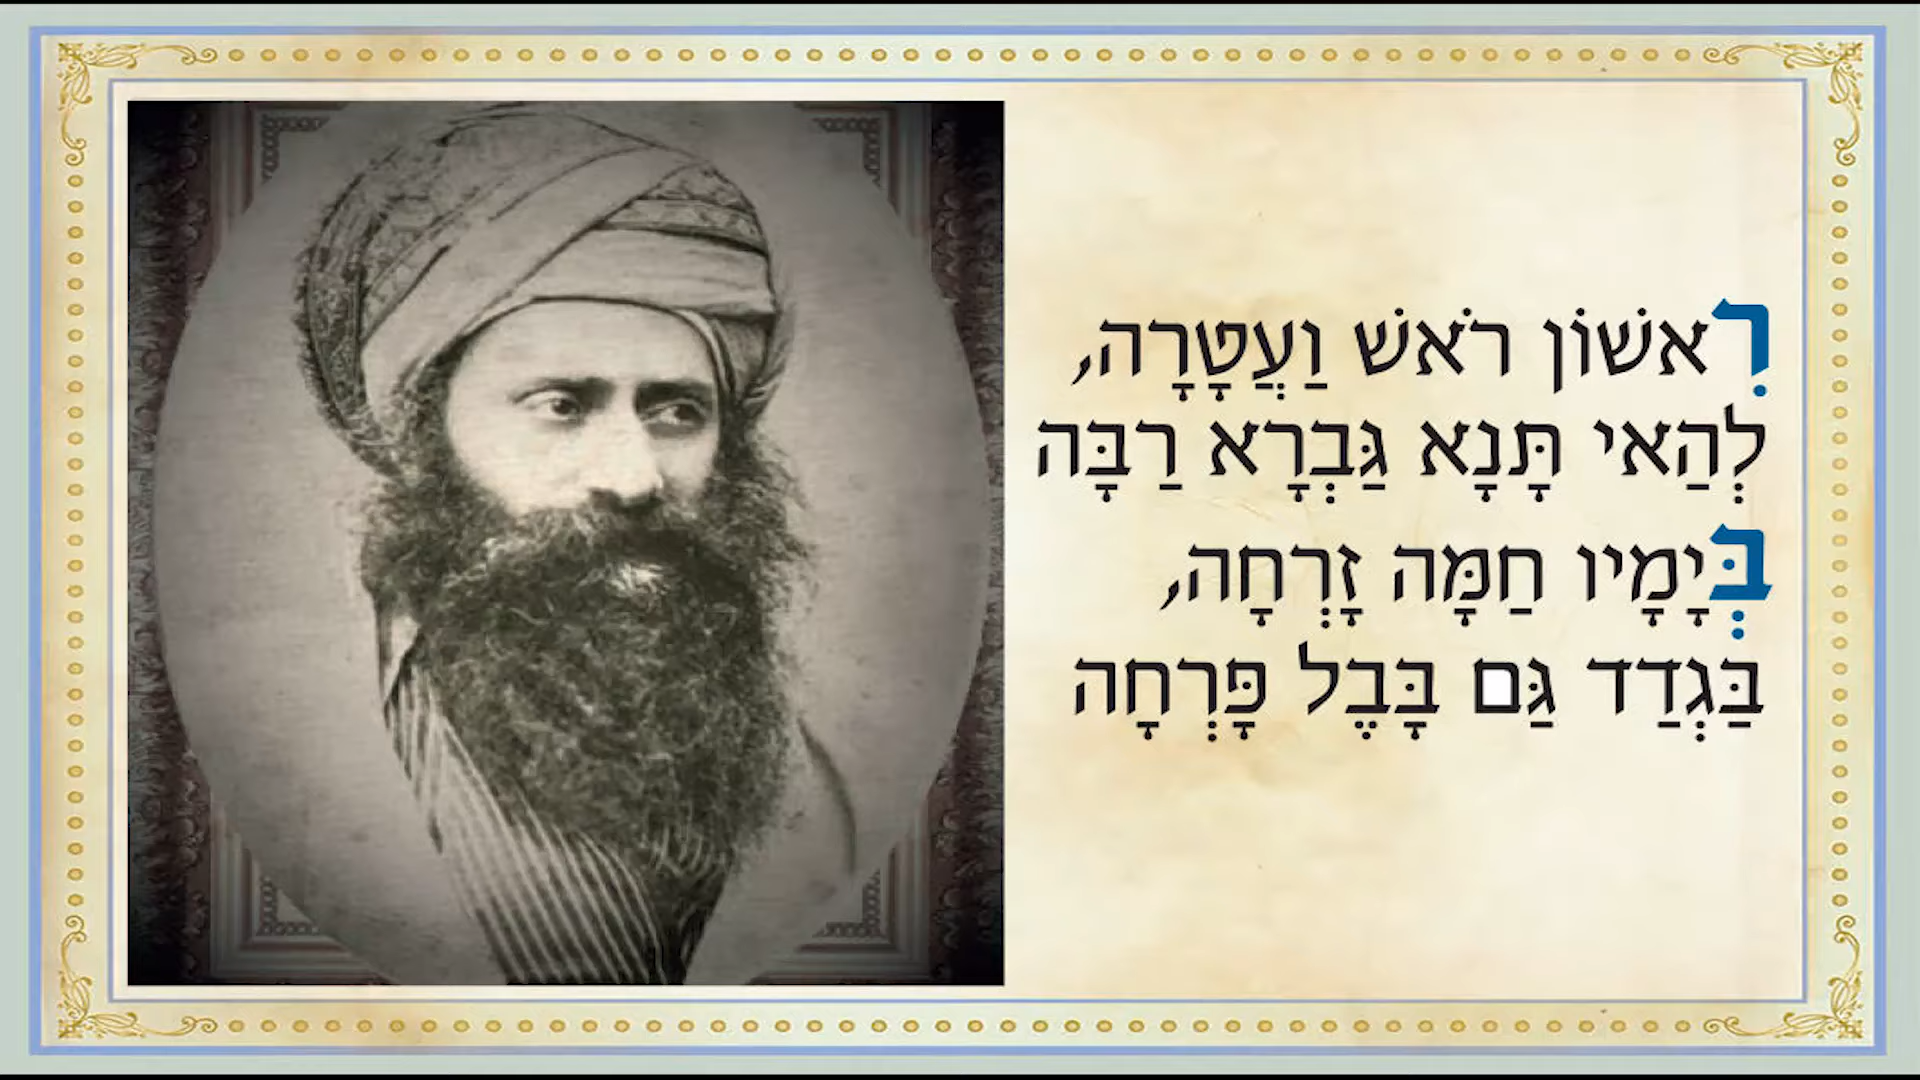 רִאשׁוֹן רֹאשׁ וַעֲטָרָה,
לְהַאי תָּנָא גַּבְרָא רַבָּה
בְּיָמָיו חַמָּה זָרְחָה,
בַּגְדַד גַּם בָּבֶל פָּרְחָה